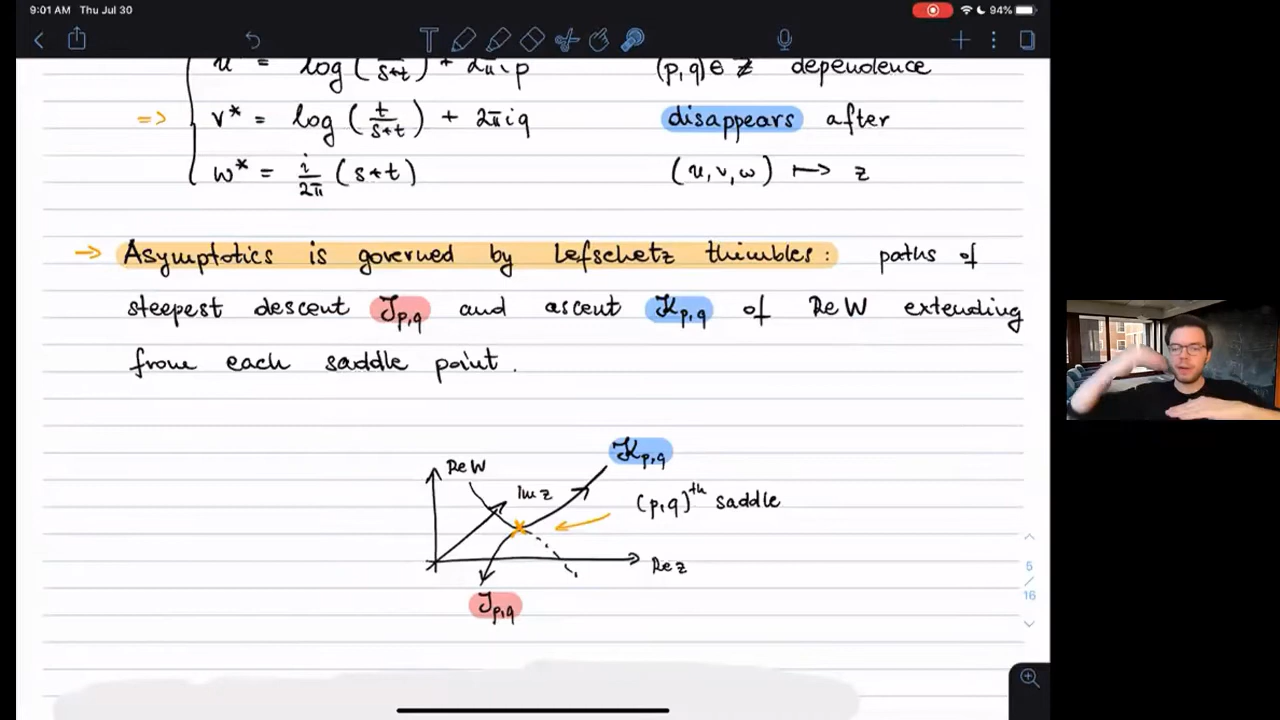 9:01 AM Thu Jul 30
94%
u* = log ( /s+t) + 2πip (p,q) ∈ ℤ dependence
⇒ v* = log (t/s+t) + 2πiq disappears after
w* = i/2π (s+t) (u,v,w) ↦ z
→ Asymptotics is governed by Lefschetz thimbles: paths of
steepest descent 𝒥p,q and ascent 𝒦p,q of Re W extending
from each saddle point.
𝒦p,q
Re W
Im z
(p,q)th saddle
Re z
𝒥p,q
5
/
16